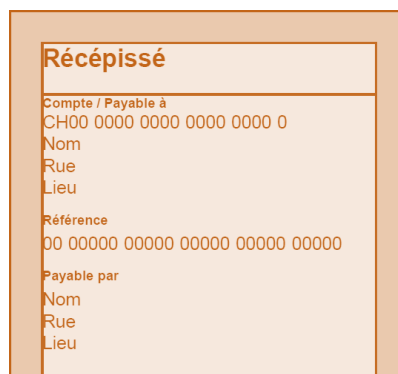 Récépissé
Compte / Payable à
CH00 0000 0000 0000 0000 0
Nom
Rue
Lieu
Référence
00 00000 00000 00000 00000 00000
Payable par
Nom
Rue
Lieu